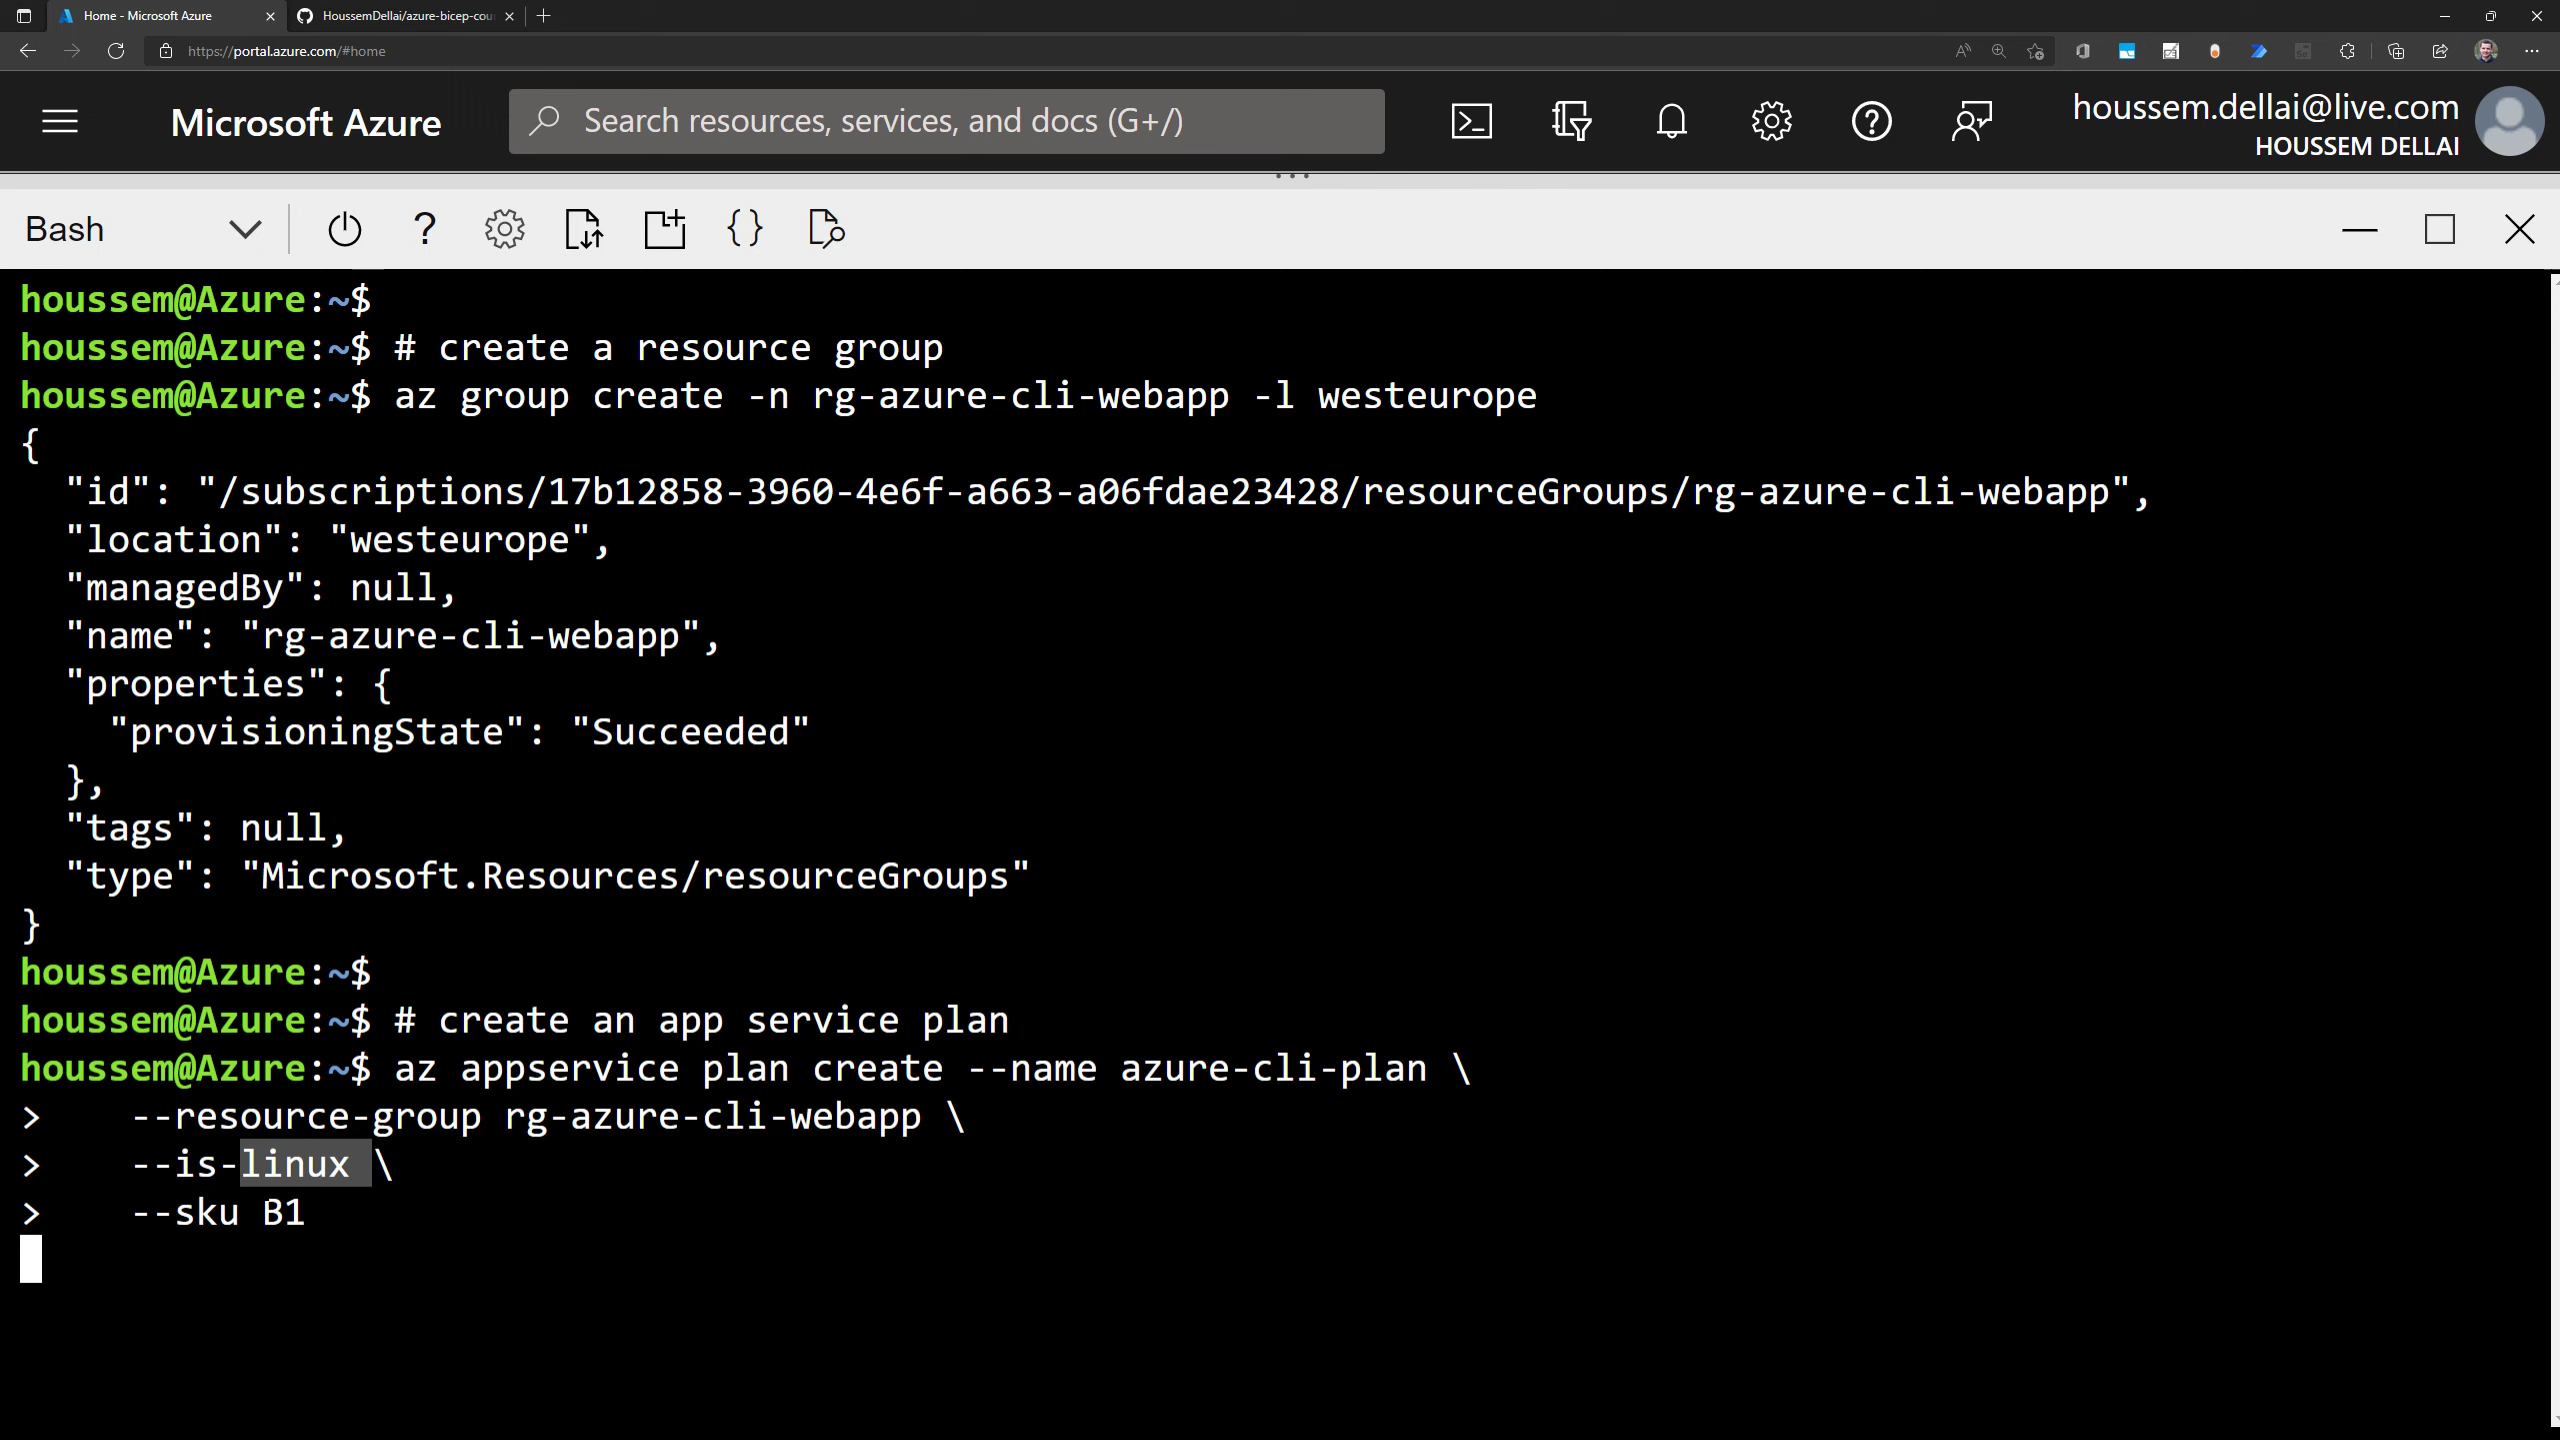 Home - Microsoft Azure
HoussemDellai/azure-bicep-cou
https://portal.azure.com/#home
Microsoft Azure
Search resources, services, and docs (G+/)
houssem.dellai@live.com
HOUSSEM DELLAI
Bash
houssem@Azure:~$
houssem@Azure:~$ # create a resource group
houssem@Azure:~$ az group create -n rg-azure-cli-webapp -l westeurope
{
  "id": "/subscriptions/17b12858-3960-4e6f-a663-a06fdae23428/resourceGroups/rg-azure-cli-webapp",
  "location": "westeurope",
  "managedBy": null,
  "name": "rg-azure-cli-webapp",
  "properties": {
    "provisioningState": "Succeeded"
  },
  "tags": null,
  "type": "Microsoft.Resources/resourceGroups"
}
houssem@Azure:~$
houssem@Azure:~$ # create an app service plan
houssem@Azure:~$ az appservice plan create --name azure-cli-plan \
>    --resource-group rg-azure-cli-webapp \
>    --is-linux \
>    --sku B1